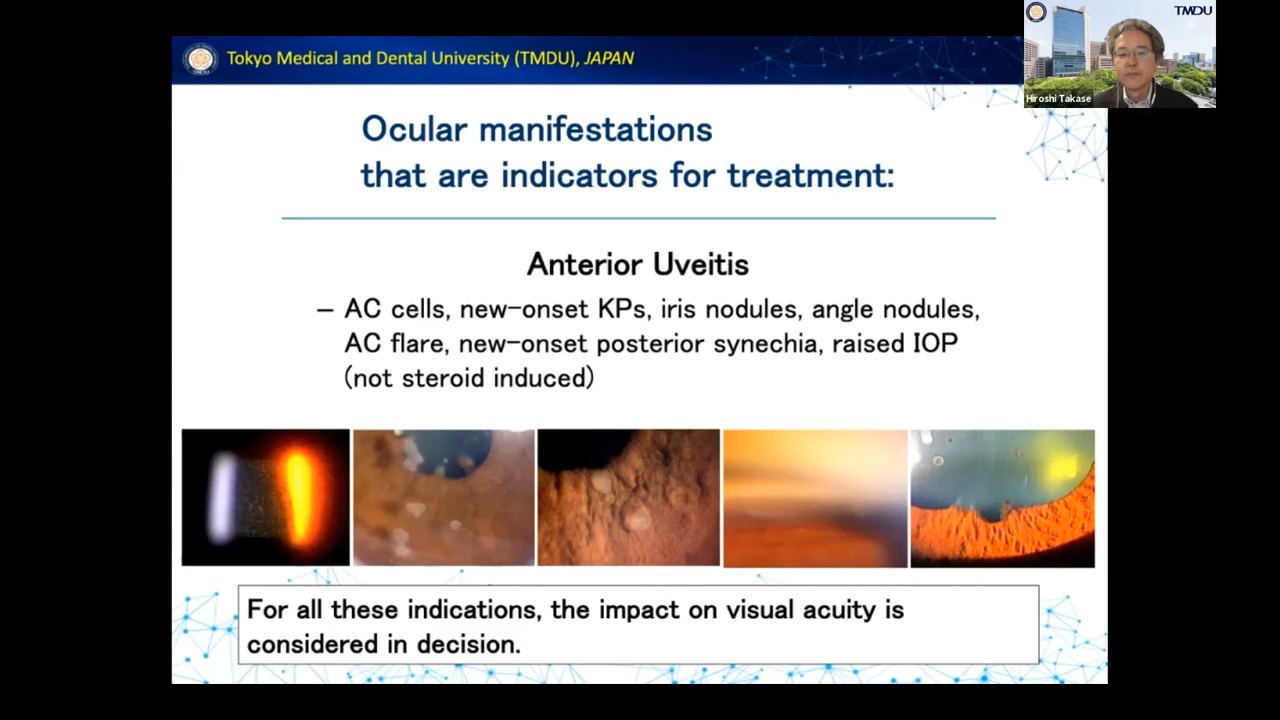 Tokyo Medical and Dental University (TMDU), JAPAN
TMDU
Hiroshi Takase
Ocular manifestations
that are indicators for treatment:
Anterior Uveitis
– AC cells, new-onset KPs, iris nodules, angle nodules,
AC flare, new-onset posterior synechia, raised IOP
(not steroid induced)
For all these indications, the impact on visual acuity is
considered in decision.